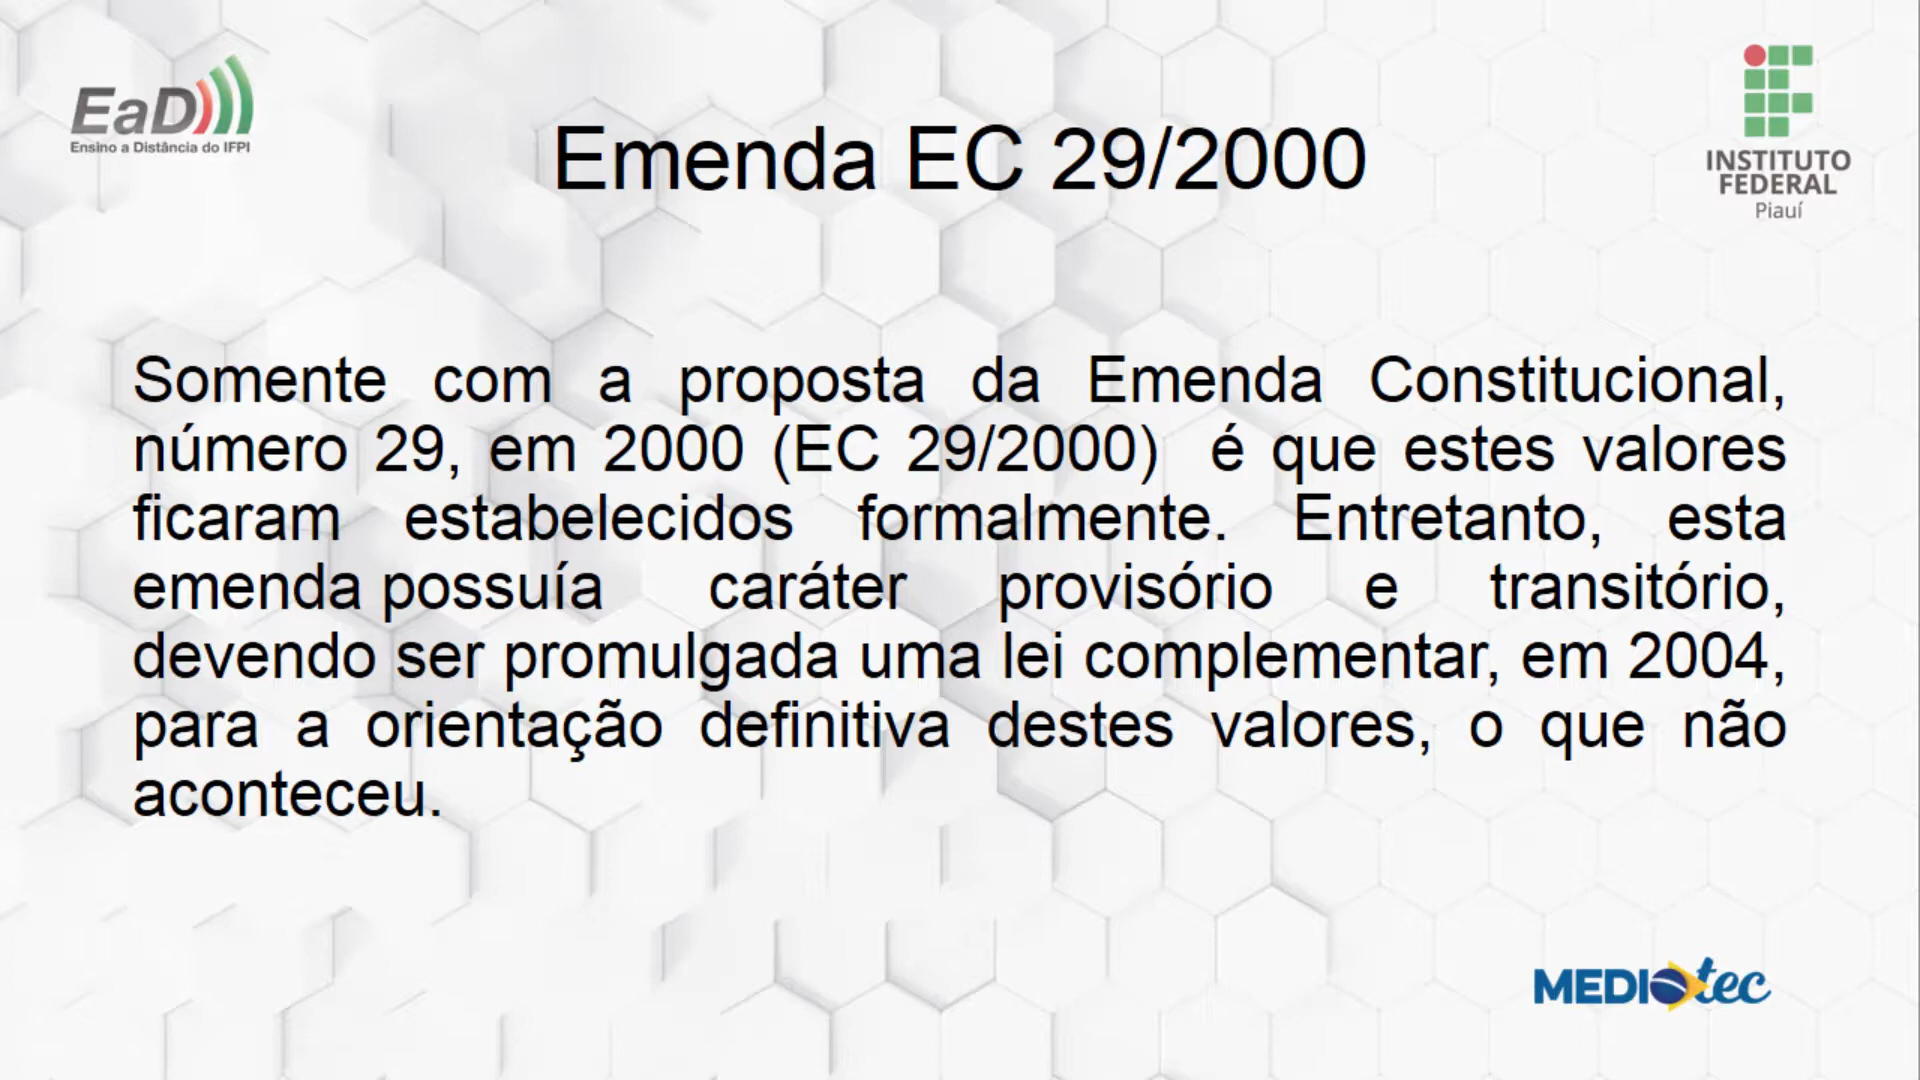 EaD
Ensino a Distância do IFPI
INSTITUTO
FEDERAL
Piauí
Emenda EC 29/2000
Somente com a proposta da Emenda Constitucional,
número 29, em 2000 (EC 29/2000) é que estes valores
ficaram estabelecidos formalmente. Entretanto, esta
emenda possuía caráter provisório e transitório,
devendo ser promulgada uma lei complementar, em 2004,
para a orientação definitiva destes valores, o que não
aconteceu.
MEDIOtec